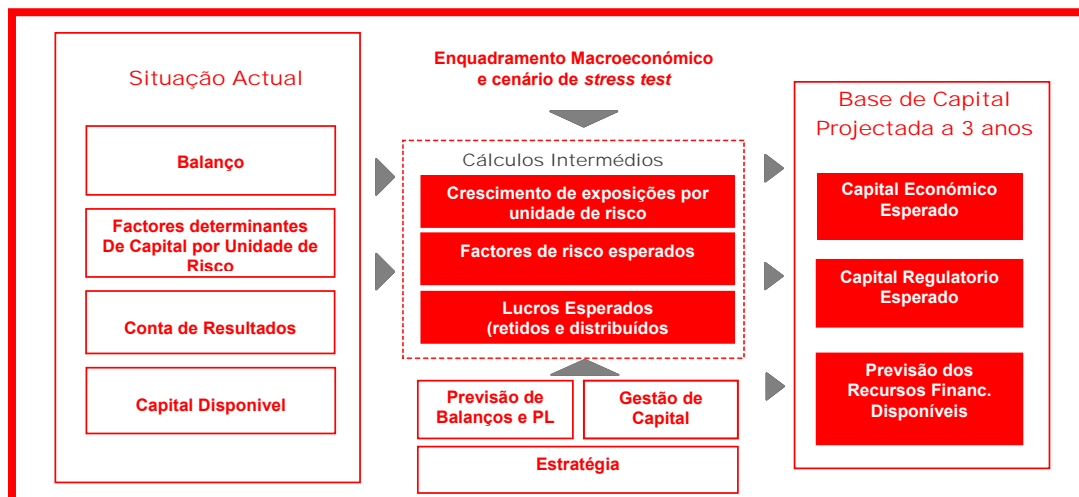 Situação Actual
Balanço
Factores determinantes
De Capital por Unidade de
Risco
Conta de Resultados
Capital Disponivel
Enquadramento Macroeconómico
e cenário de stress test
Cálculos Intermédios
Crescimento de exposições por
unidade de risco
Factores de risco esperados
Lucros Esperados
(retidos e distribuídos
Previsão de
Balanços e PL
Gestão de
Capital
Estratégia
Base de Capital
Projectada a 3 anos
Capital Económico
Esperado
Capital Regulatorio
Esperado
Previsão dos
Recursos Financ.
Disponíveis